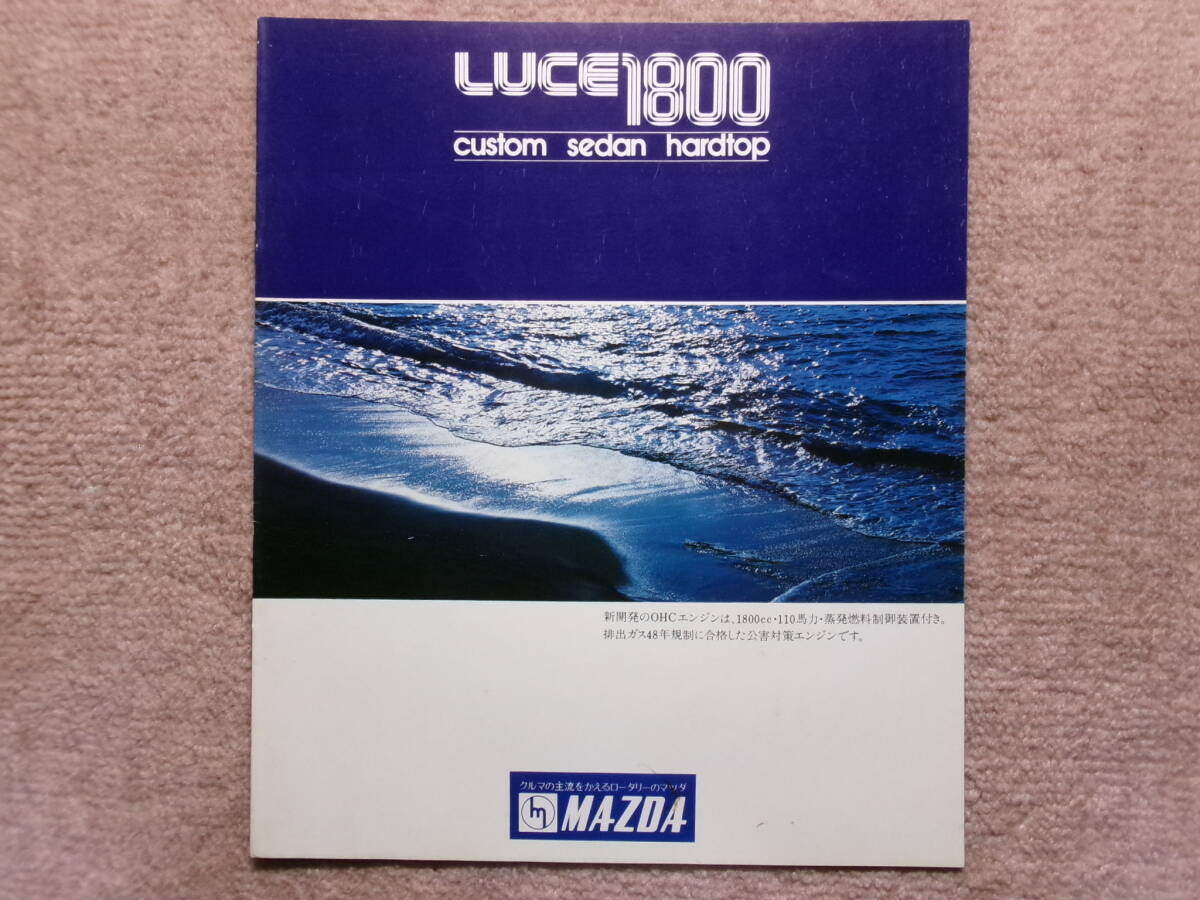 LUCE1800
custom sedan hardtop
新開発のOHCエンジンは、1800cc・110馬力・蒸発燃料制御装置付き。
排出ガス48年規制に合格した公害対策エンジンです。
クルマの主流をかえるロータリーのマツダ
m MAZDA